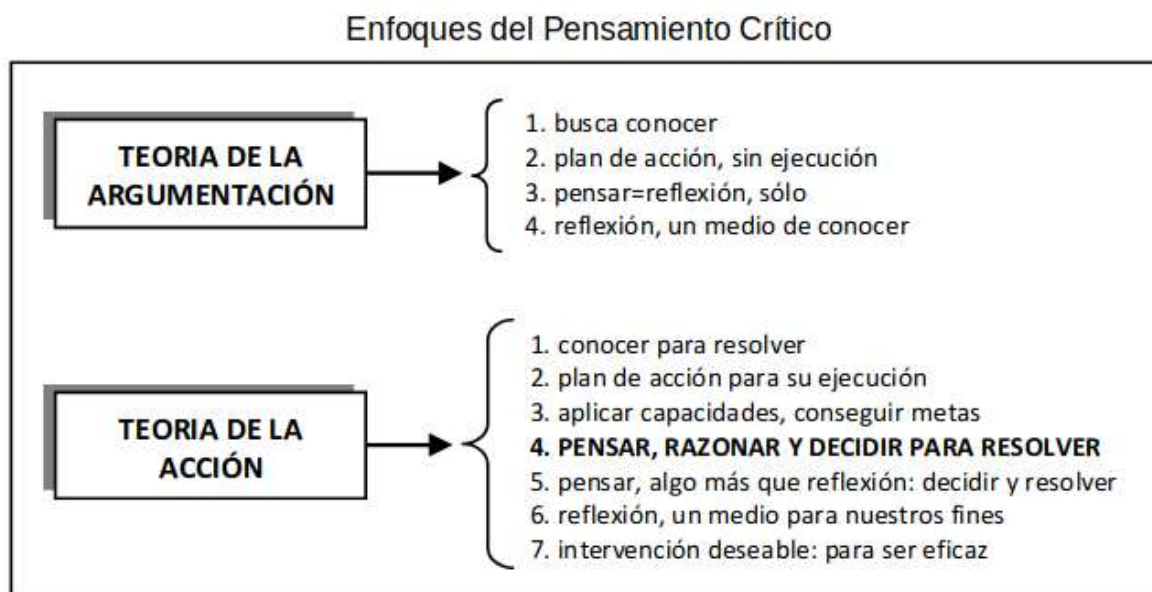 Enfoques del Pensamiento Crítico
TEORIA DE LA
ARGUMENTACIÓN
1. busca conocer
2. plan de acción, sin ejecución
3. pensar=reflexión, sólo
4. reflexión, un medio de conocer
TEORIA DE LA
ACCIÓN
1. conocer para resolver
2. plan de acción para su ejecución
3. aplicar capacidades, conseguir metas
4. PENSAR, RAZONAR Y DECIDIR PARA RESOLVER
5. pensar, algo más que reflexión: decidir y resolver
6. reflexión, un medio para nuestros fines
7. intervención deseable: para ser eficaz